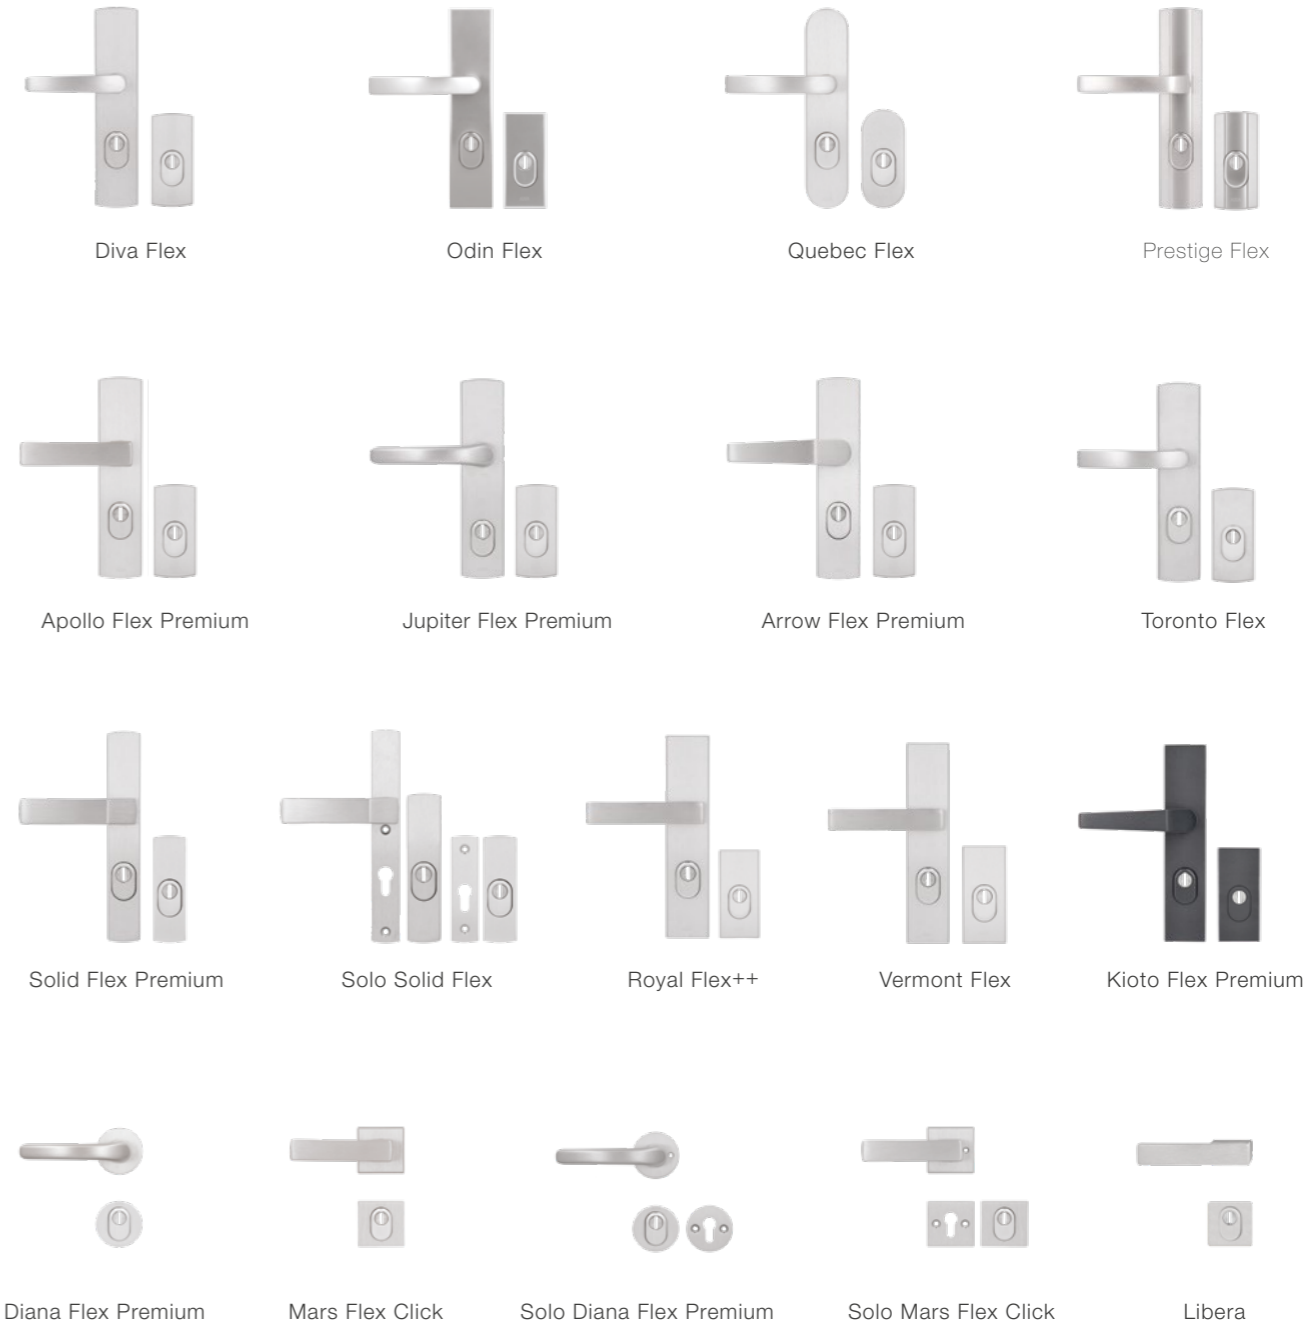 Diva Flex
Odin Flex
Quebec Flex
Prestige Flex
Apollo Flex Premium
Jupiter Flex Premium
Arrow Flex Premium
Toronto Flex
Solid Flex Premium
Solo Solid Flex
Royal Flex++
Vermont Flex
Kioto Flex Premium
Diana Flex Premium
Mars Flex Click
Solo Diana Flex Premium
Solo Mars Flex Click
Libera